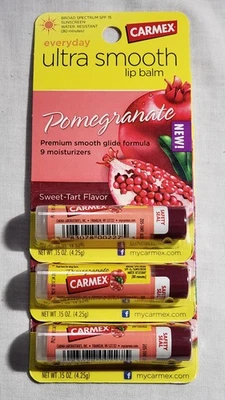 BROAD SPECTRUM SPF 15
SUNSCREEN
WATER RESISTANT
(80 minutes)
CARMEX
everyday
ultra smooth
lip balm
Pomegranate
NEW!
Premium smooth glide formula
9 moisturizers
Sweet-Tart Flavor
SAFETY
SEAL
NET WT .15 OZ. (4.25g)
mycarmex.com
Pomegranate
CARMEX
SAFETY
SEAL
NET WT .15 OZ. (4.25g)
mycarmex.com
Pomegranate
CARMEX
SAFETY
SEAL
NET WT .15 OZ. (4.25g)
mycarmex.com